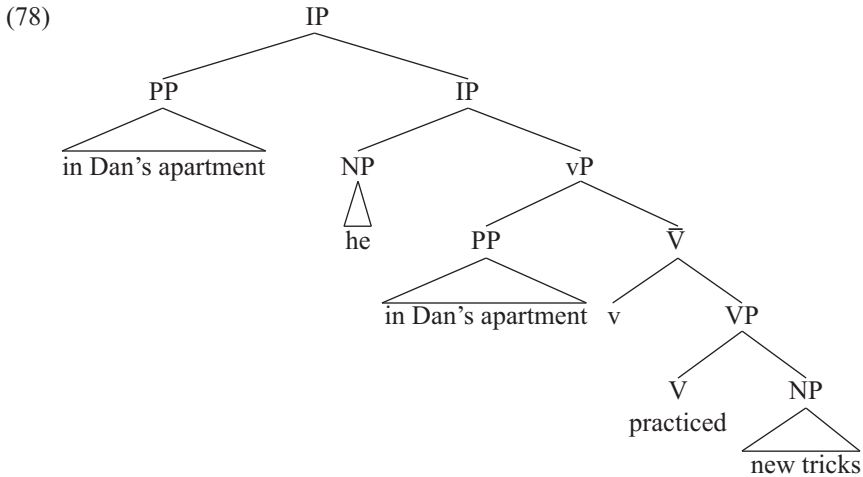 (78) IP
PP IP
in Dan's apartment NP vP
he PP V̄
in Dan's apartment v VP
V NP
practiced
new tricks